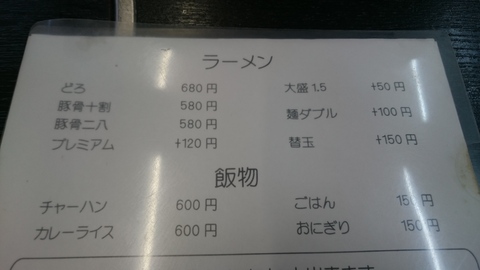 ラーメン
どろ 680円 大盛1.5 +50円
豚骨十割 580円 麺ダブル +100円
豚骨二八 580円
プレミアム +120円 替玉 +150円
飯物
チャーハン 600円 ごはん 150円
カレーライス 600円 おにぎり 150円